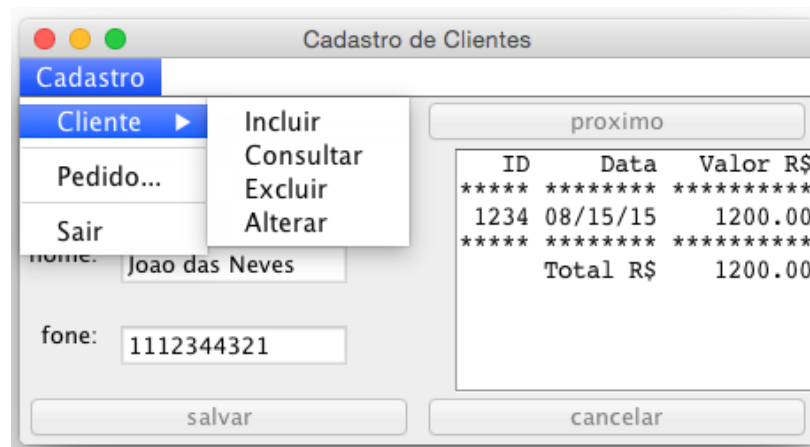 Cadastro de Clientes
Cadastro
Cliente
Incluir
Consultar
Excluir
Alterar
Pedido...
Sair
proximo
ID Data Valor R$
***** ******** **********
1234 08/15/15 1200.00
***** ******** **********
Total R$ 1200.00
nome: Joao das Neves
fone: 1112344321
salvar
cancelar